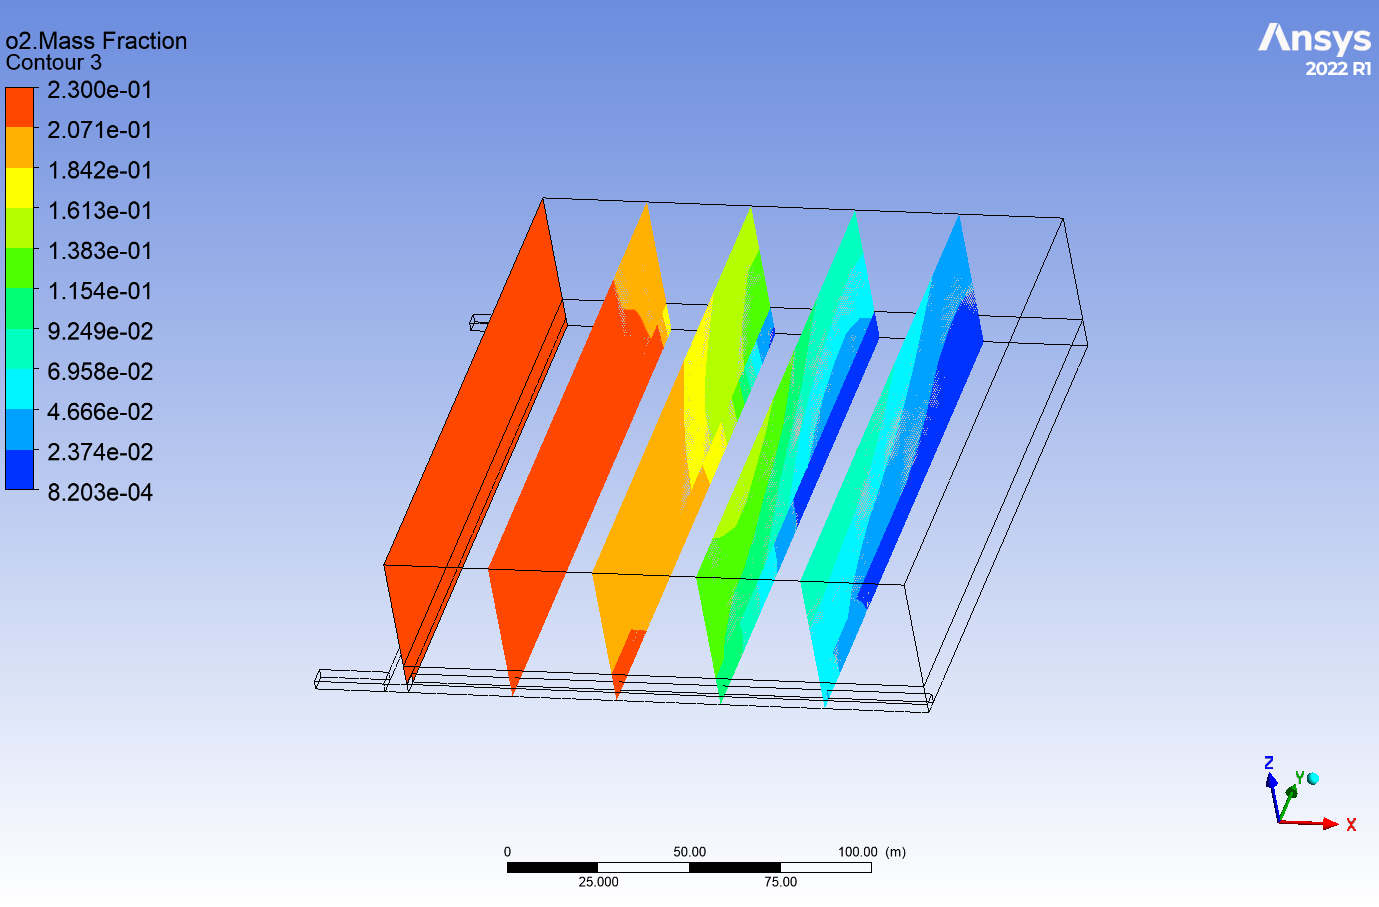 o2.Mass Fraction
Contour 3
2.300e-01
2.071e-01
1.842e-01
1.613e-01
1.383e-01
1.154e-01
9.249e-02
6.958e-02
4.666e-02
2.374e-02
8.203e-04
Ansys
2022 R1
Z
Y
X
0 50.00 100.00 (m)
25.000 75.00